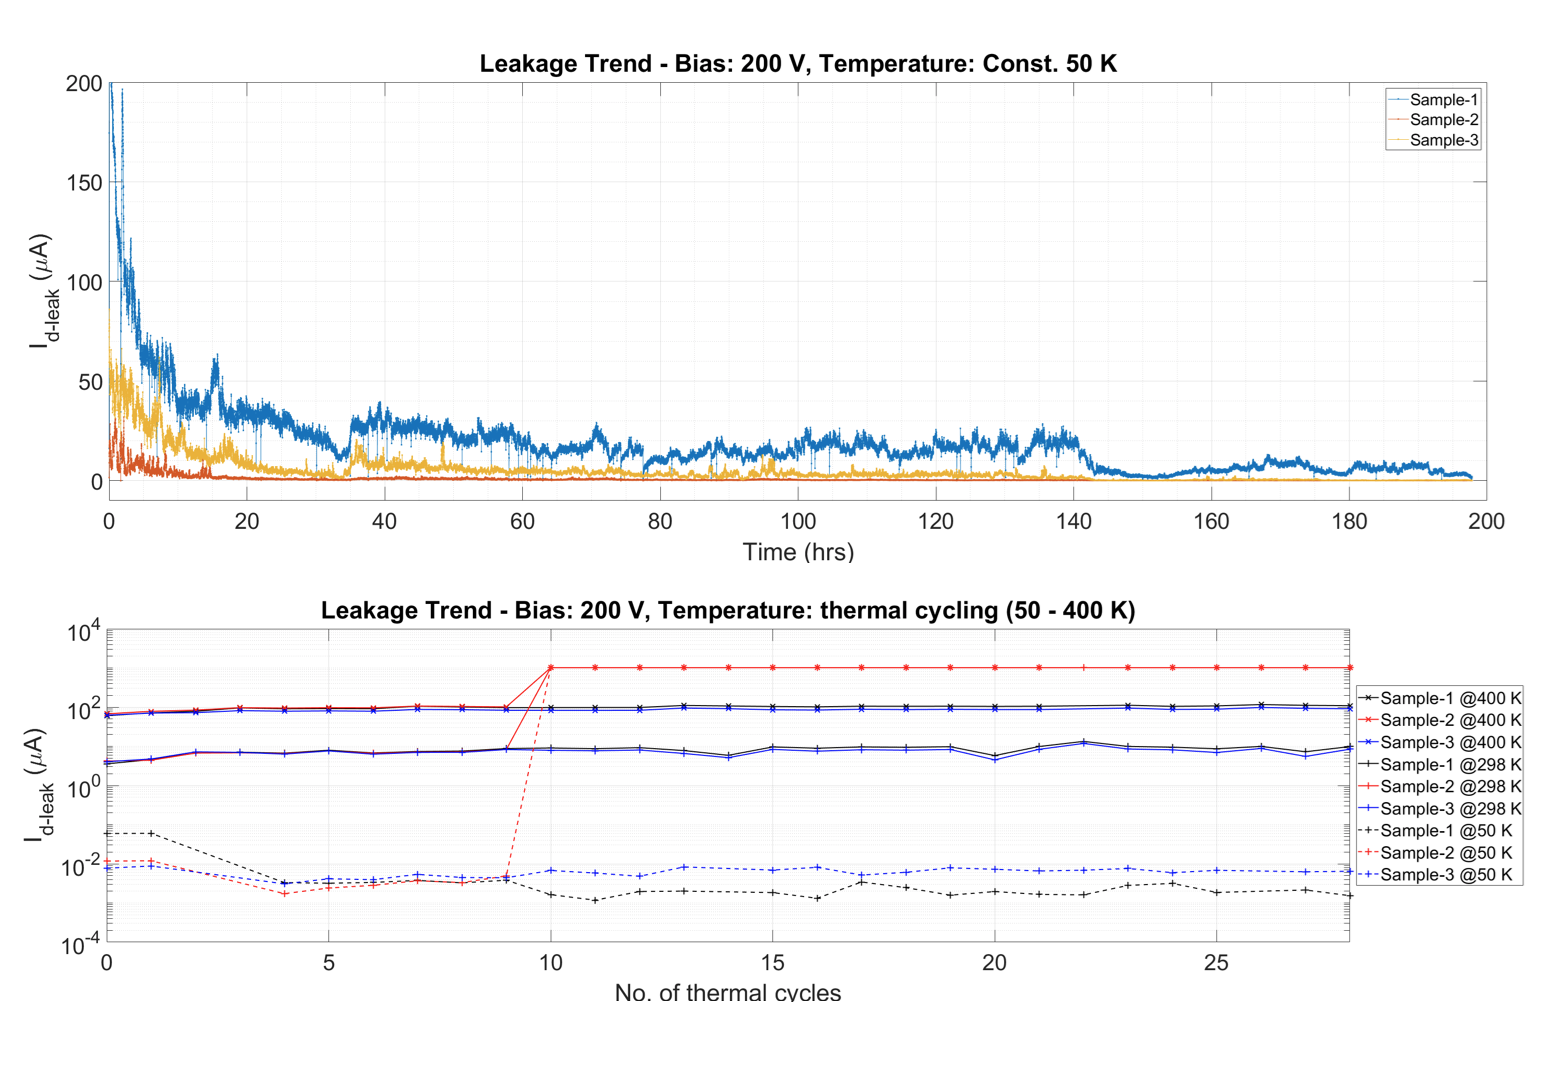 Leakage Trend - Bias: 200 V, Temperature: Const. 50 K
200
150
100
50
0
I_d-leak (μA)
Sample-1
Sample-2
Sample-3
0 20 40 60 80 100 120 140 160 180 200
Time (hrs)
Leakage Trend - Bias: 200 V, Temperature: thermal cycling (50 - 400 K)
10^4
10^2
10^0
10^-2
10^-4
I_d-leak (μA)
Sample-1 @400 K
Sample-2 @400 K
Sample-3 @400 K
Sample-1 @298 K
Sample-2 @298 K
Sample-3 @298 K
Sample-1 @50 K
Sample-2 @50 K
Sample-3 @50 K
0 5 10 15 20 25
No. of thermal cycles